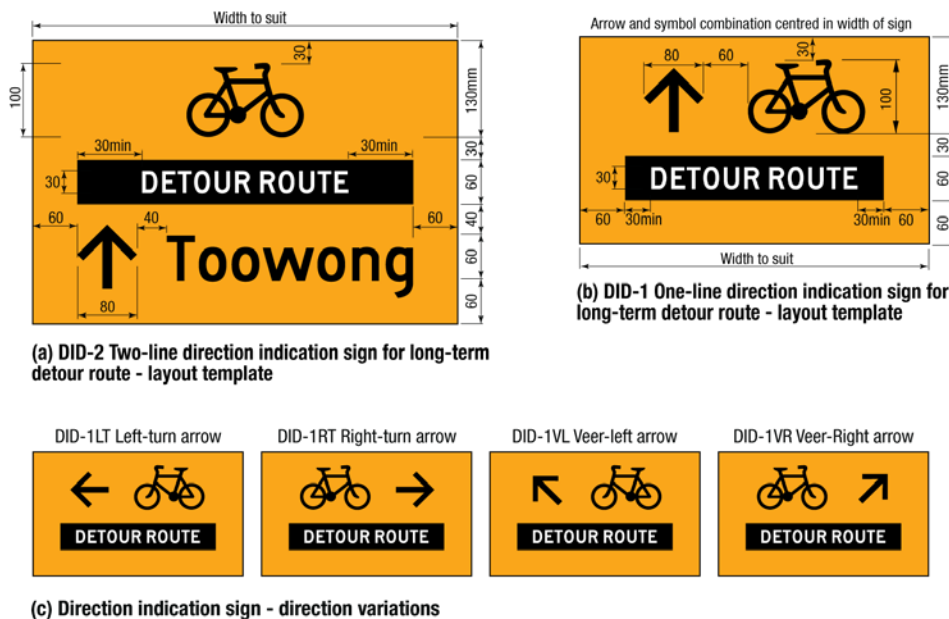 Width to suit
30
100
130mm
30min
30min
30
30
DETOUR ROUTE
60
60
40
60
40
Toowong
60
80
60
(a) DID-2 Two-line direction indication sign for long-term
detour route - layout template
Arrow and symbol combination centred in width of sign
80
60
30
100
130mm
30
30
DETOUR ROUTE
60
60
30min
30min
60
60
Width to suit
(b) DID-1 One-line direction indication sign for
long-term detour route - layout template
DID-1LT Left-turn arrow
DETOUR ROUTE
DID-1RT Right-turn arrow
DETOUR ROUTE
DID-1VL Veer-left arrow
DETOUR ROUTE
DID-1VR Veer-Right arrow
DETOUR ROUTE
(c) Direction indication sign - direction variations